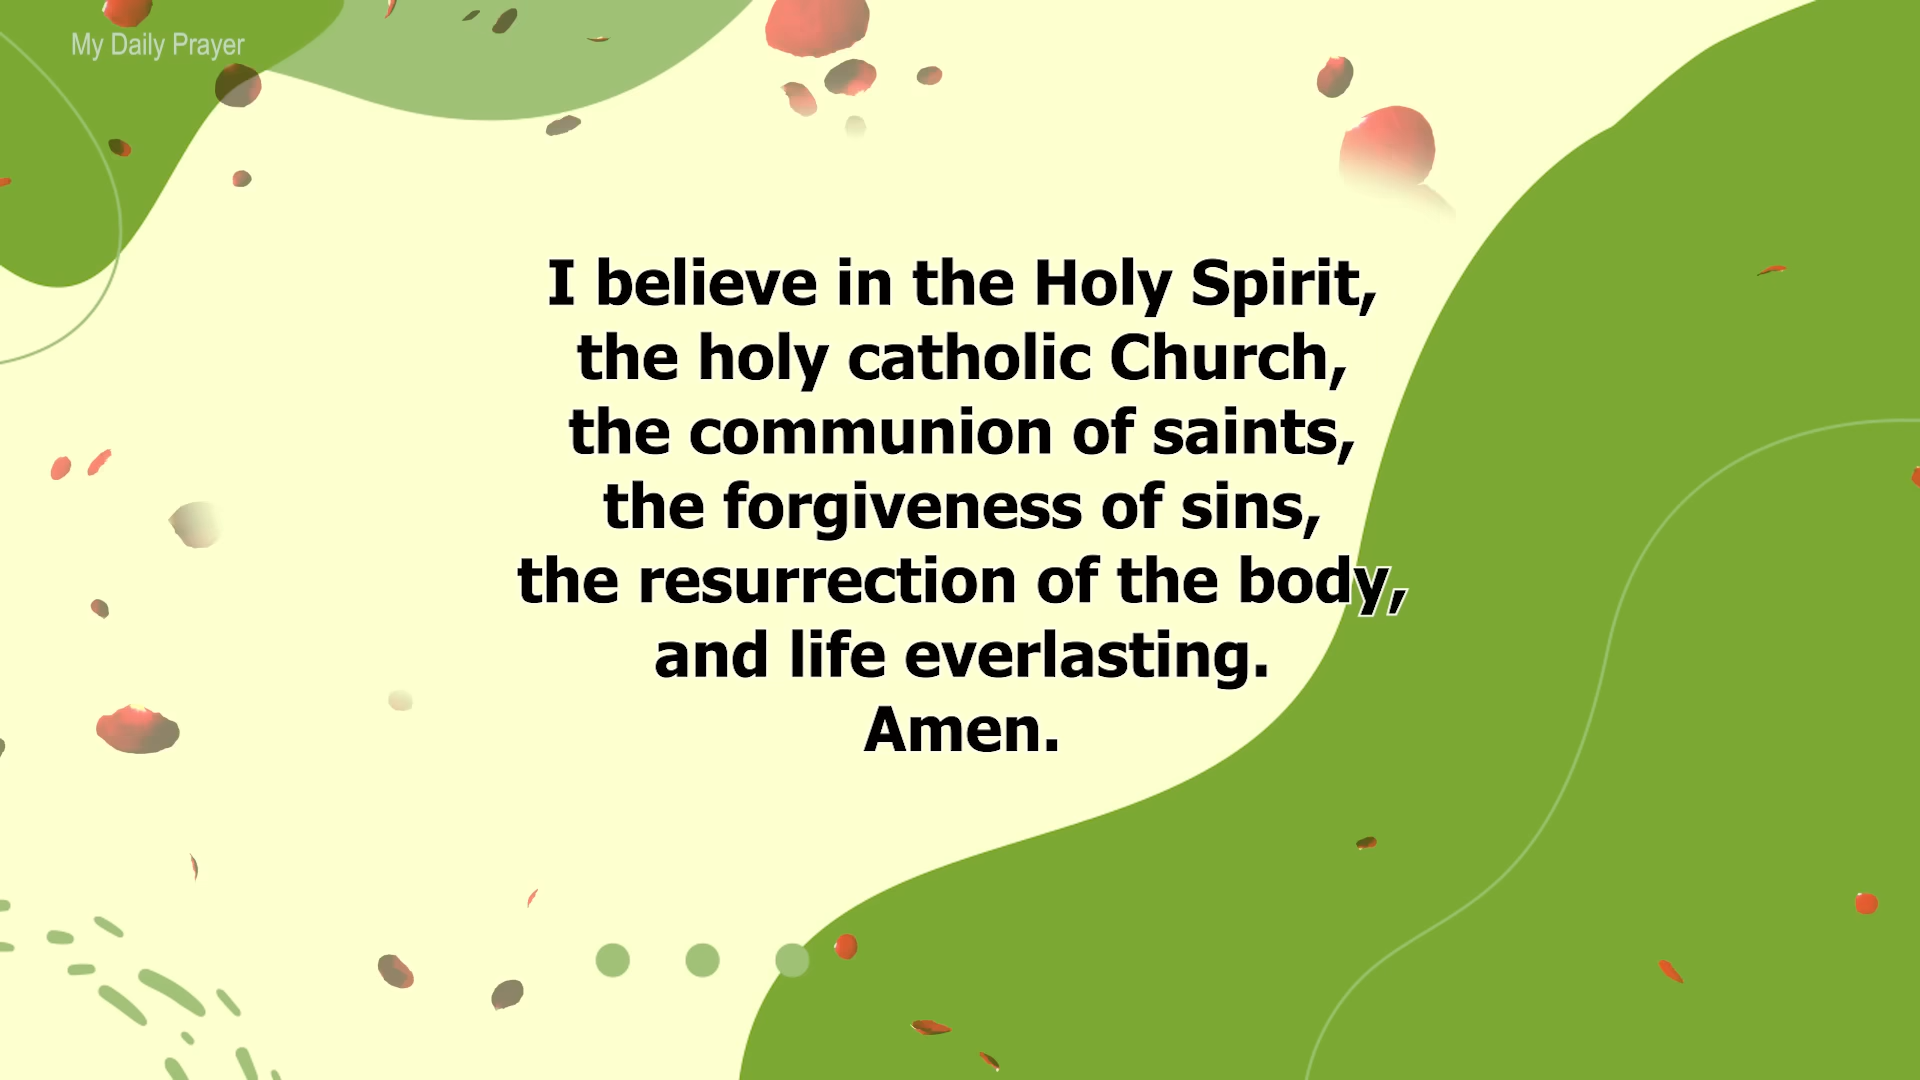 My Daily Prayer
I believe in the Holy Spirit,
the holy catholic Church,
the communion of saints,
the forgiveness of sins,
the resurrection of the body,
and life everlasting.
Amen.